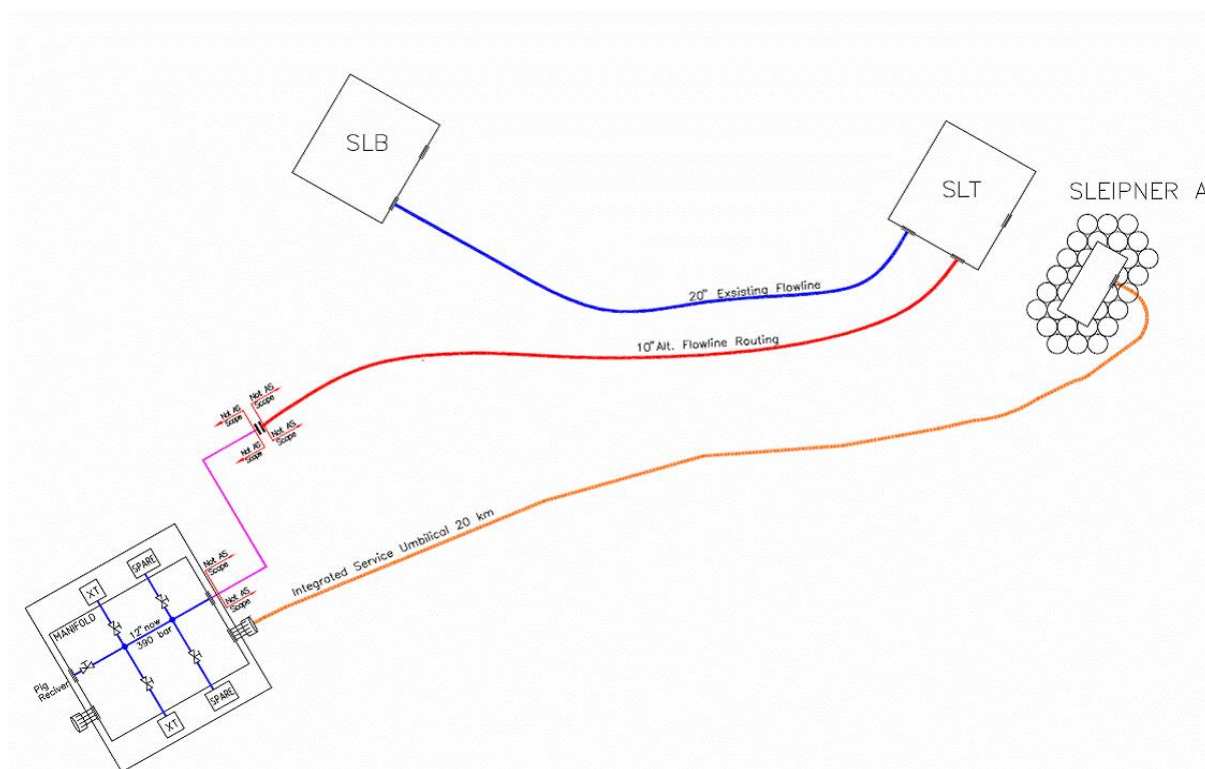 SLB
SLT
SLEIPNER A
20" Exsisting Flowline
10"Alt. Flowline Routing
Not AS
Scope
Not AS
Scope
Not AS
Scope
Not AS
Scope
Integrated Service Umbilical 20 km
Not AS
Scope
Not AS
Scope
SPARE
XT
MANIFOLD
12"now
390 bar
Pig
Reciver
SPARE
XT